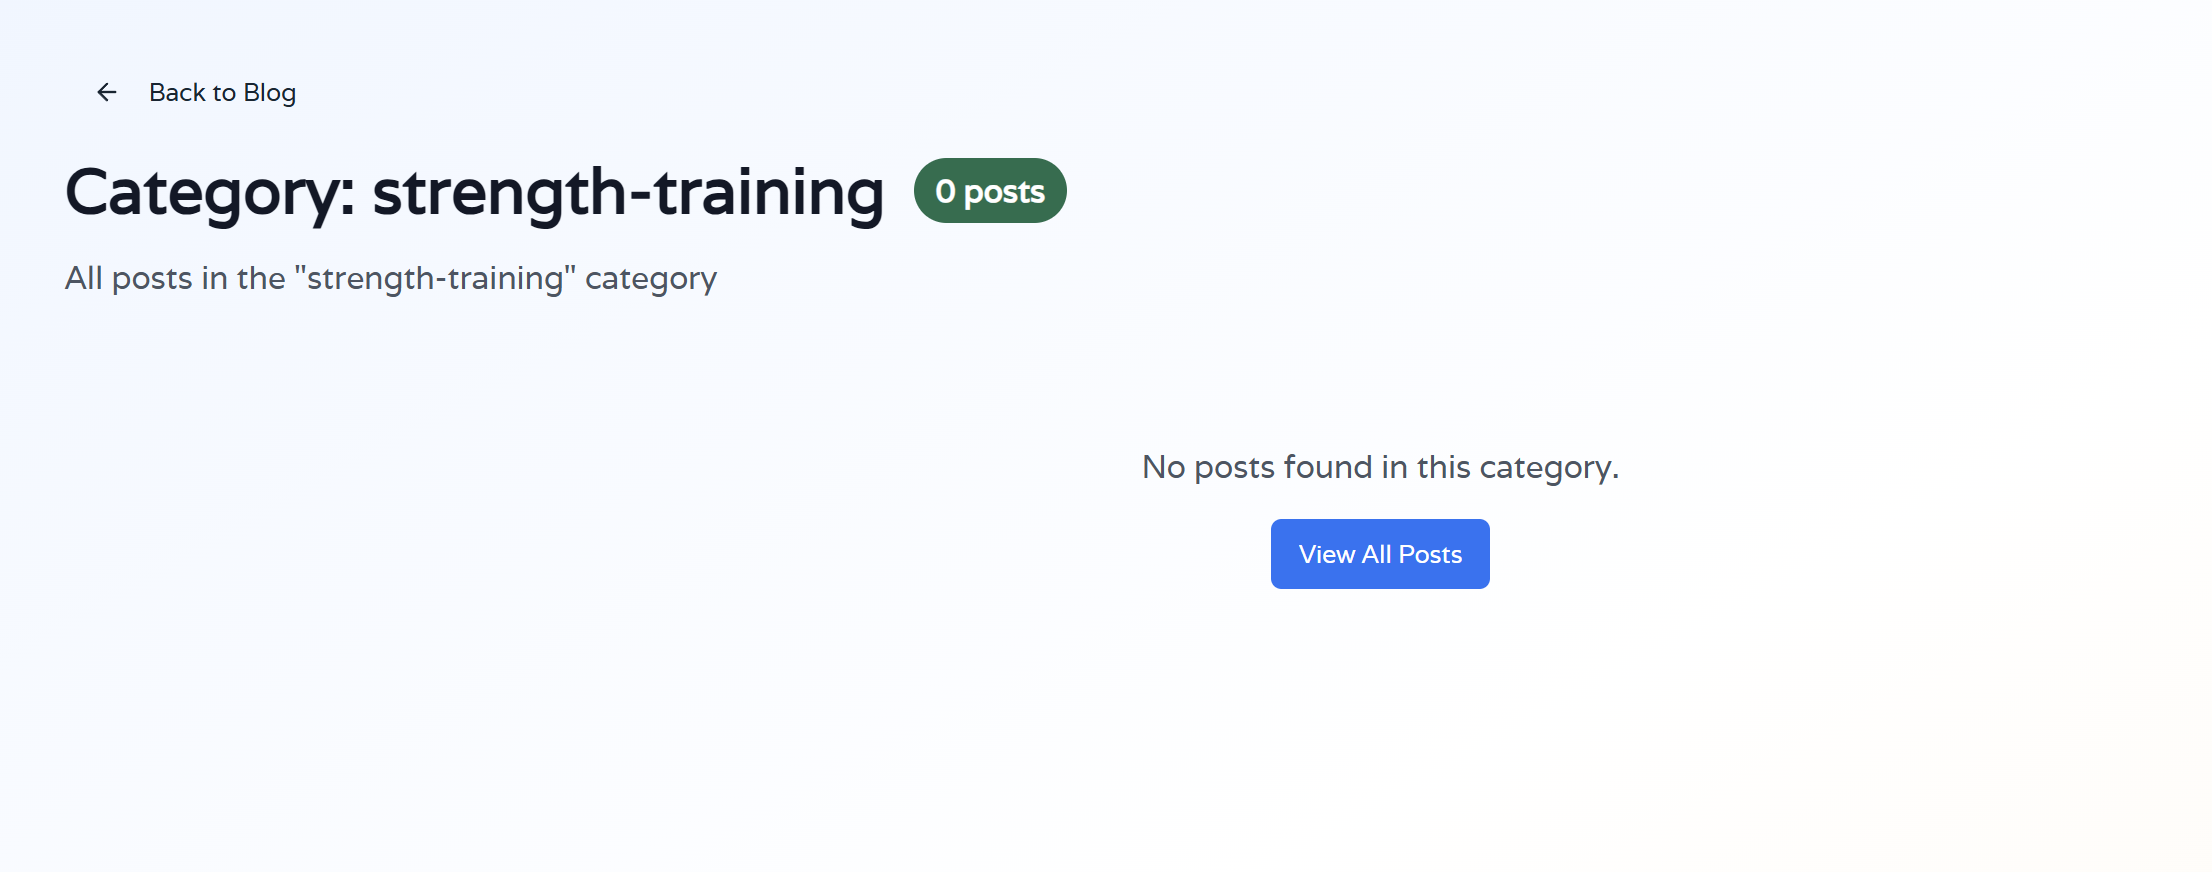 Back to Blog
Category: strength-training 0 posts
All posts in the "strength-training" category
No posts found in this category.
View All Posts